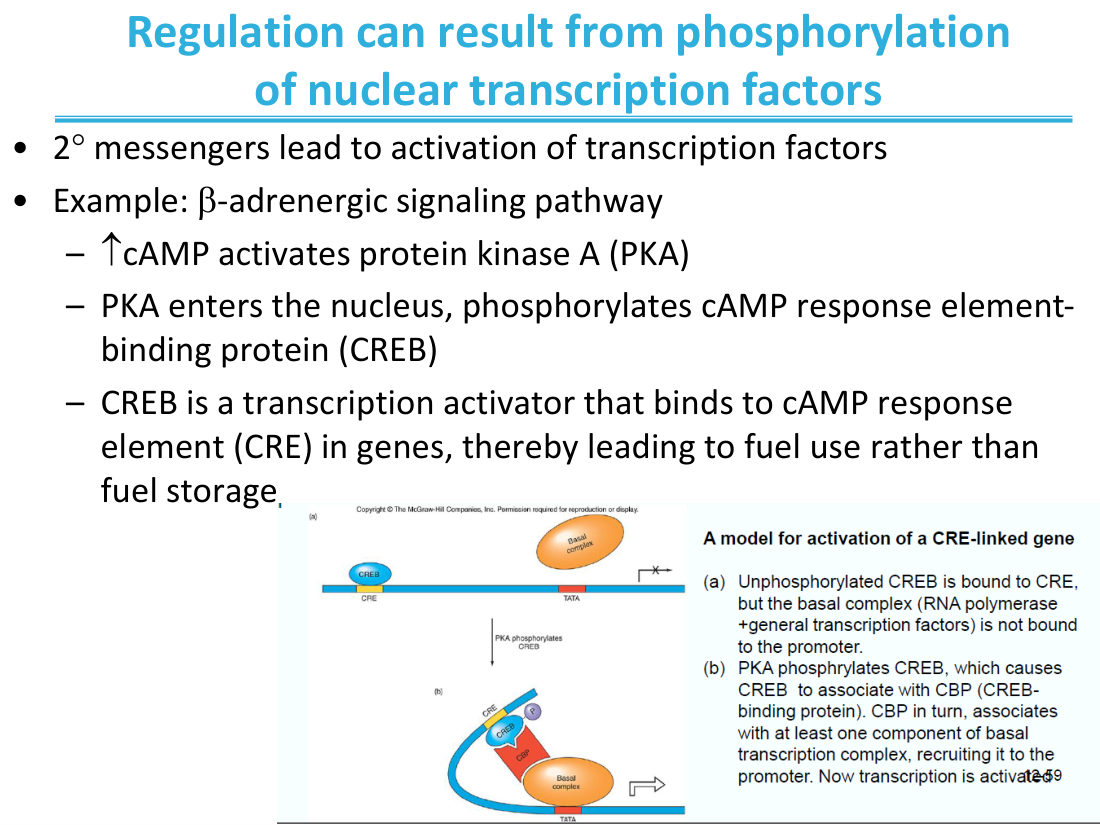 Regulation can result from phosphorylation
of nuclear transcription factors
• 2° messengers lead to activation of transcription factors
• Example: β-adrenergic signaling pathway
– ↑cAMP activates protein kinase A (PKA)
– PKA enters the nucleus, phosphorylates cAMP response element-
binding protein (CREB)
– CREB is a transcription activator that binds to cAMP response
element (CRE) in genes, thereby leading to fuel use rather than
fuel storage
Copyright © The McGraw-Hill Companies, Inc. Permission required for reproduction or display.
(a)
Basal
complex
CREB
CRE
TATA
PKA phosphorylates
CREB
(b)
CRE
P
CREB
CBP
Basal
complex
TATA
A model for activation of a CRE-linked gene
(a) Unphosphorylated CREB is bound to CRE,
but the basal complex (RNA polymerase
+general transcription factors) is not bound
to the promoter.
(b) PKA phosphrylates CREB, which causes
CREB to associate with CBP (CREB-
binding protein). CBP in turn, associates
with at least one component of basal
transcription complex, recruiting it to the
promoter. Now transcription is activated
12-59